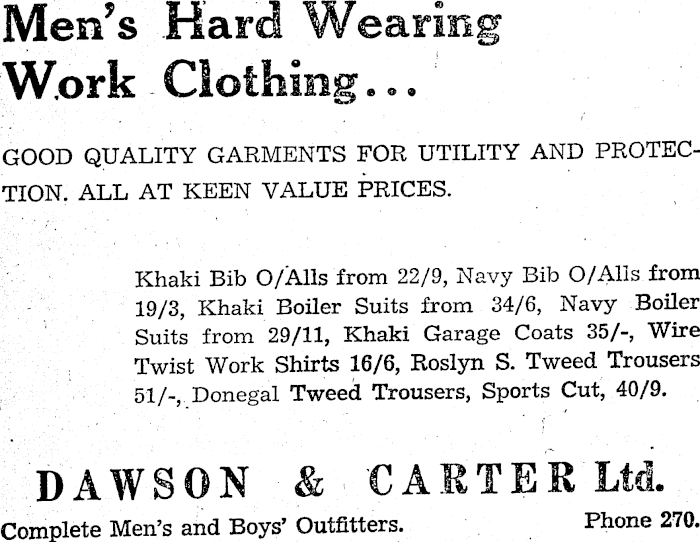 Men's Hard Wearing
Work Clothing...
GOOD QUALITY GARMENTS FOR UTILITY AND PROTEC-
TION. ALL AT KEEN VALUE PRICES.
Khaki Bib O/Alls from 22/9, Navy Bib O/Alls from
19/3, Khaki Boiler Suits from 34/6, Navy Boiler
Suits from 29/11, Khaki Garage Coats 35/-, Wire
Twist Work Shirts 16/6, Roslyn S. Tweed Trousers
51/-, Donegal Tweed Trousers, Sports Cut, 40/9.
DAWSON & CARTER Ltd.
Complete Men's and Boys' Outfitters. Phone 270.